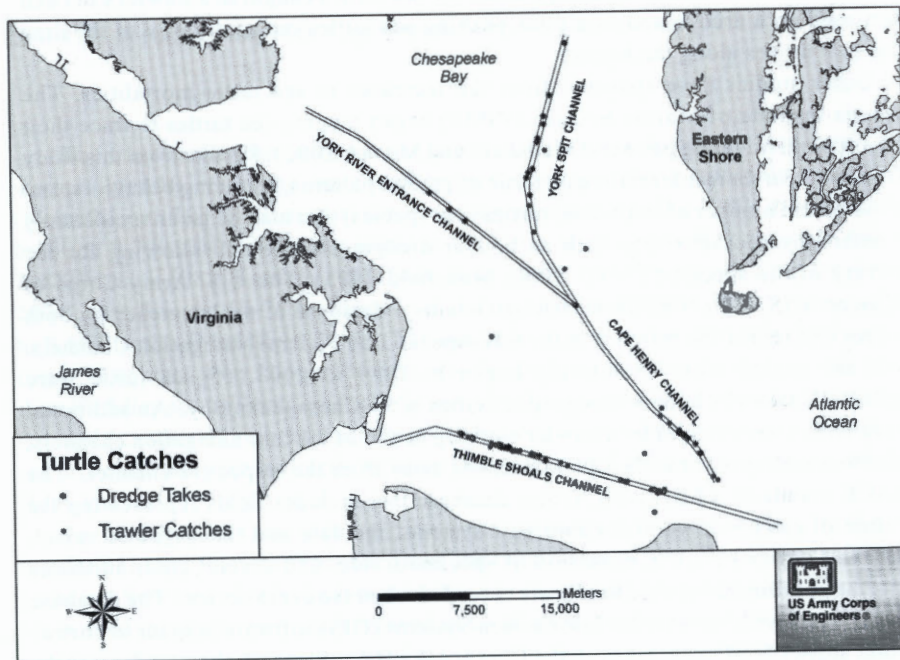 Chesapeake
Bay
Eastern
Shore
YORK RIVER ENTRANCE CHANNEL
YORK SPIT CHANNEL
Virginia
CAPE HENRY CHANNEL
James
River
Atlantic
Ocean
THIMBLE SHOALS CHANNEL
Turtle Catches
Dredge Takes
Trawler Catches
N
W
E
S
Meters
0
7,500
15,000
US Army Corps
of Engineers®